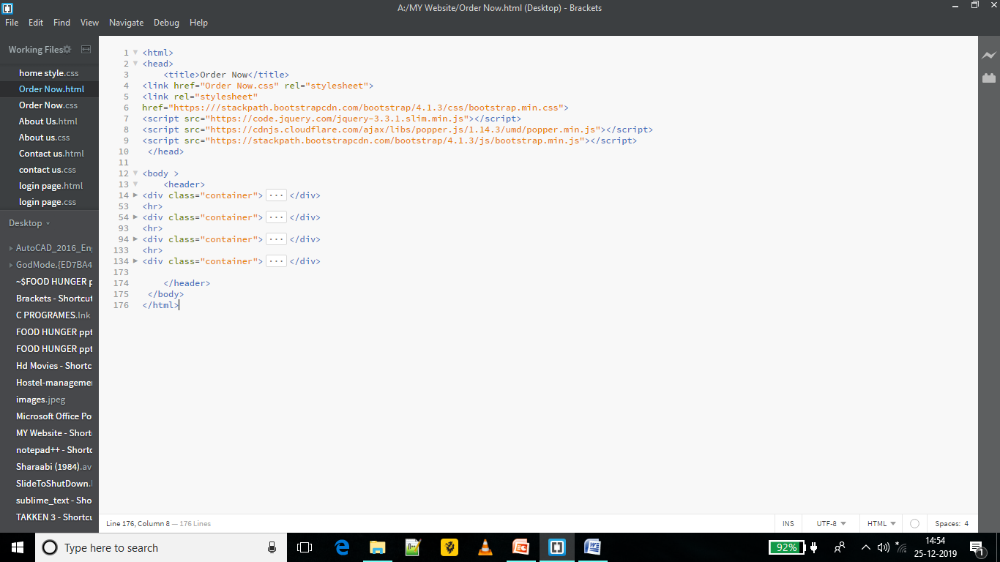 A:/MY Website/Order Now.html (Desktop) - Brackets
File Edit Find View Navigate Debug Help
Working Files
home style.css
Order Now.html
Order Now.css
About Us.html
About us.css
Contact us.html
contact us.css
login page.html
login page.css
Desktop
AutoCAD_2016_En
GodMode.{ED7BA4
~$FOOD HUNGER p
Brackets - Shortcut
C PROGRAMES.lnk
FOOD HUNGER ppt
FOOD HUNGER ppt
Hd Movies - Shortc
Hostel-manageme
images.jpeg
Microsoft Office Po
MY Website - Short
notepad++ - Shortc
Sharaabi (1984).av
SlideToShutDown.
sublime_text - Sho
TAKKEN 3 - Shortcu
1 <html>
2 <head>
3 <title>Order Now</title>
4 <link href="Order Now.css" rel="stylesheet">
5 <link rel="stylesheet"
6 href="https:///stackpath.bootstrapcdn.com/bootstrap/4.1.3/css/bootstrap.min.css">
7 <script src="https://code.jquery.com/jquery-3.3.1.slim.min.js"></script>
8 <script src="https://cdnjs.cloudflare.com/ajax/libs/popper.js/1.14.3/umd/popper.min.js"></script>
9 <script src="https://stackpath.bootstrapcdn.com/bootstrap/4.1.3/js/bootstrap.min.js"></script>
10 </head>
11
12 <body >
13 <header>
14 <div class="container"> ... </div>
53 <hr>
54 <div class="container"> ... </div>
93 <hr>
94 <div class="container"> ... </div>
133 <hr>
134 <div class="container"> ... </div>
173
174 </header>
175 </body>
176 </html>
Line 176, Column 8 — 176 Lines
INS UTF-8 HTML Spaces: 4
Type here to search
92%
14:54
25-12-2019
1